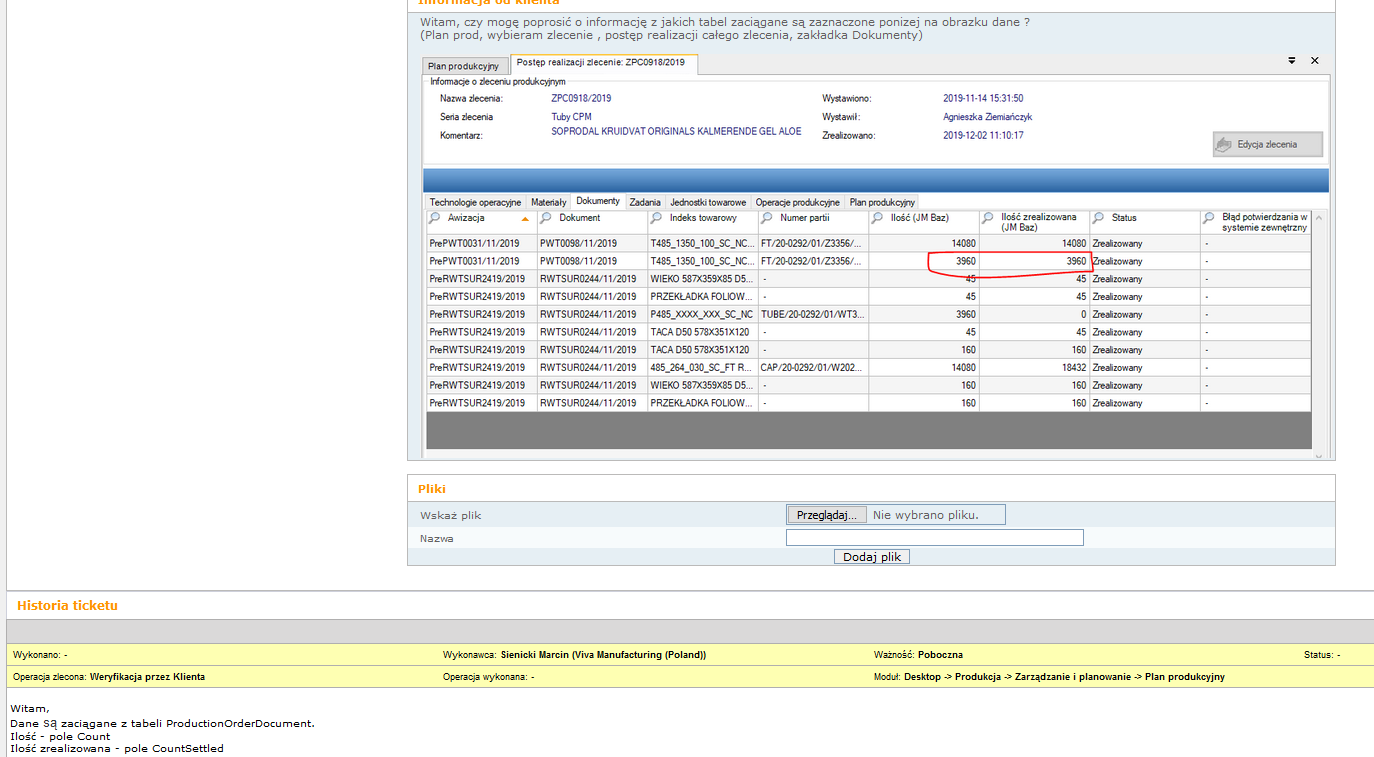 Informacja od klienta
Witam, czy mogę poprosić o informację z jakich tabel zaciągane są zaznaczone ponizej na obrazku dane ?
(Plan prod, wybieram zlecenie , postęp realizacji całego zlecenia, zakładka Dokumenty)
Plan produkcyjny Postęp realizacji zlecenie: ZPC0918/2019
Informacje o zleceniu produkcyjnym
Nazwa zlecenia: ZPC0918/2019 Wystawiono: 2019-11-14 15:31:50
Seria zlecenia Tuby CPM Wystawił: Agnieszka Ziemiańczyk
Komentarz: SOPRODAL KRUIDVAT ORIGINALS KALMERENDE GEL ALOE Zrealizowano: 2019-12-02 11:10:17
Edycja zlecenia
Technologie operacyjne Materiały Dokumenty Zadania Jednostki towarowe Operacje produkcyjne Plan produkcyjny
Awizacja Dokument Indeks towarowy Numer partii Ilość (JM Baz) Ilość zrealizowana (JM Baz) Status Błąd potwierdzania w systemie zewnętrzny
PrePWT0031/11/2019 PWT0098/11/2019 T485_1350_100_SC_NC... FT/20-0292/01/Z3356/... 14080 14080 Zrealizowany -
PrePWT0031/11/2019 PWT0098/11/2019 T485_1350_100_SC_NC... FT/20-0292/01/Z3356/... 3960 3960 Zrealizowany -
PreRWTSUR2419/2019 RWTSUR0244/11/2019 WIEKO 587X359X85 D5... - 45 45 Zrealizowany -
PreRWTSUR2419/2019 RWTSUR0244/11/2019 PRZEKŁADKA FOLIOW... - 45 45 Zrealizowany -
PreRWTSUR2419/2019 RWTSUR0244/11/2019 P485_XXXX_XXX_SC_NC TUBE/20-0292/01/WT3... 3960 0 Zrealizowany -
PreRWTSUR2419/2019 RWTSUR0244/11/2019 TACA D50 578X351X120 - 45 45 Zrealizowany -
PreRWTSUR2419/2019 RWTSUR0244/11/2019 TACA D50 578X351X120 - 160 160 Zrealizowany -
PreRWTSUR2419/2019 RWTSUR0244/11/2019 485_264_030_SC_FT R... CAP/20-0292/01/W202... 14080 18432 Zrealizowany -
PreRWTSUR2419/2019 RWTSUR0244/11/2019 WIEKO 587X359X85 D5... - 160 160 Zrealizowany -
PreRWTSUR2419/2019 RWTSUR0244/11/2019 PRZEKŁADKA FOLIOW... - 160 160 Zrealizowany -
Pliki
Wskaż plik Przeglądaj... Nie wybrano pliku.
Nazwa
Dodaj plik
Historia ticketu
Wykonano: - Wykonawca: Sienicki Marcin (Viva Manufacturing (Poland)) Ważność: Poboczna Status: -
Operacja zlecona: Weryfikacja przez Klienta Operacja wykonana: - Moduł: Desktop -> Produkcja -> Zarządzanie i planowanie -> Plan produkcyjny
Witam,
Dane Są zaciągane z tabeli ProductionOrderDocument.
Ilość - pole Count
Ilość zrealizowana - pole CountSettled